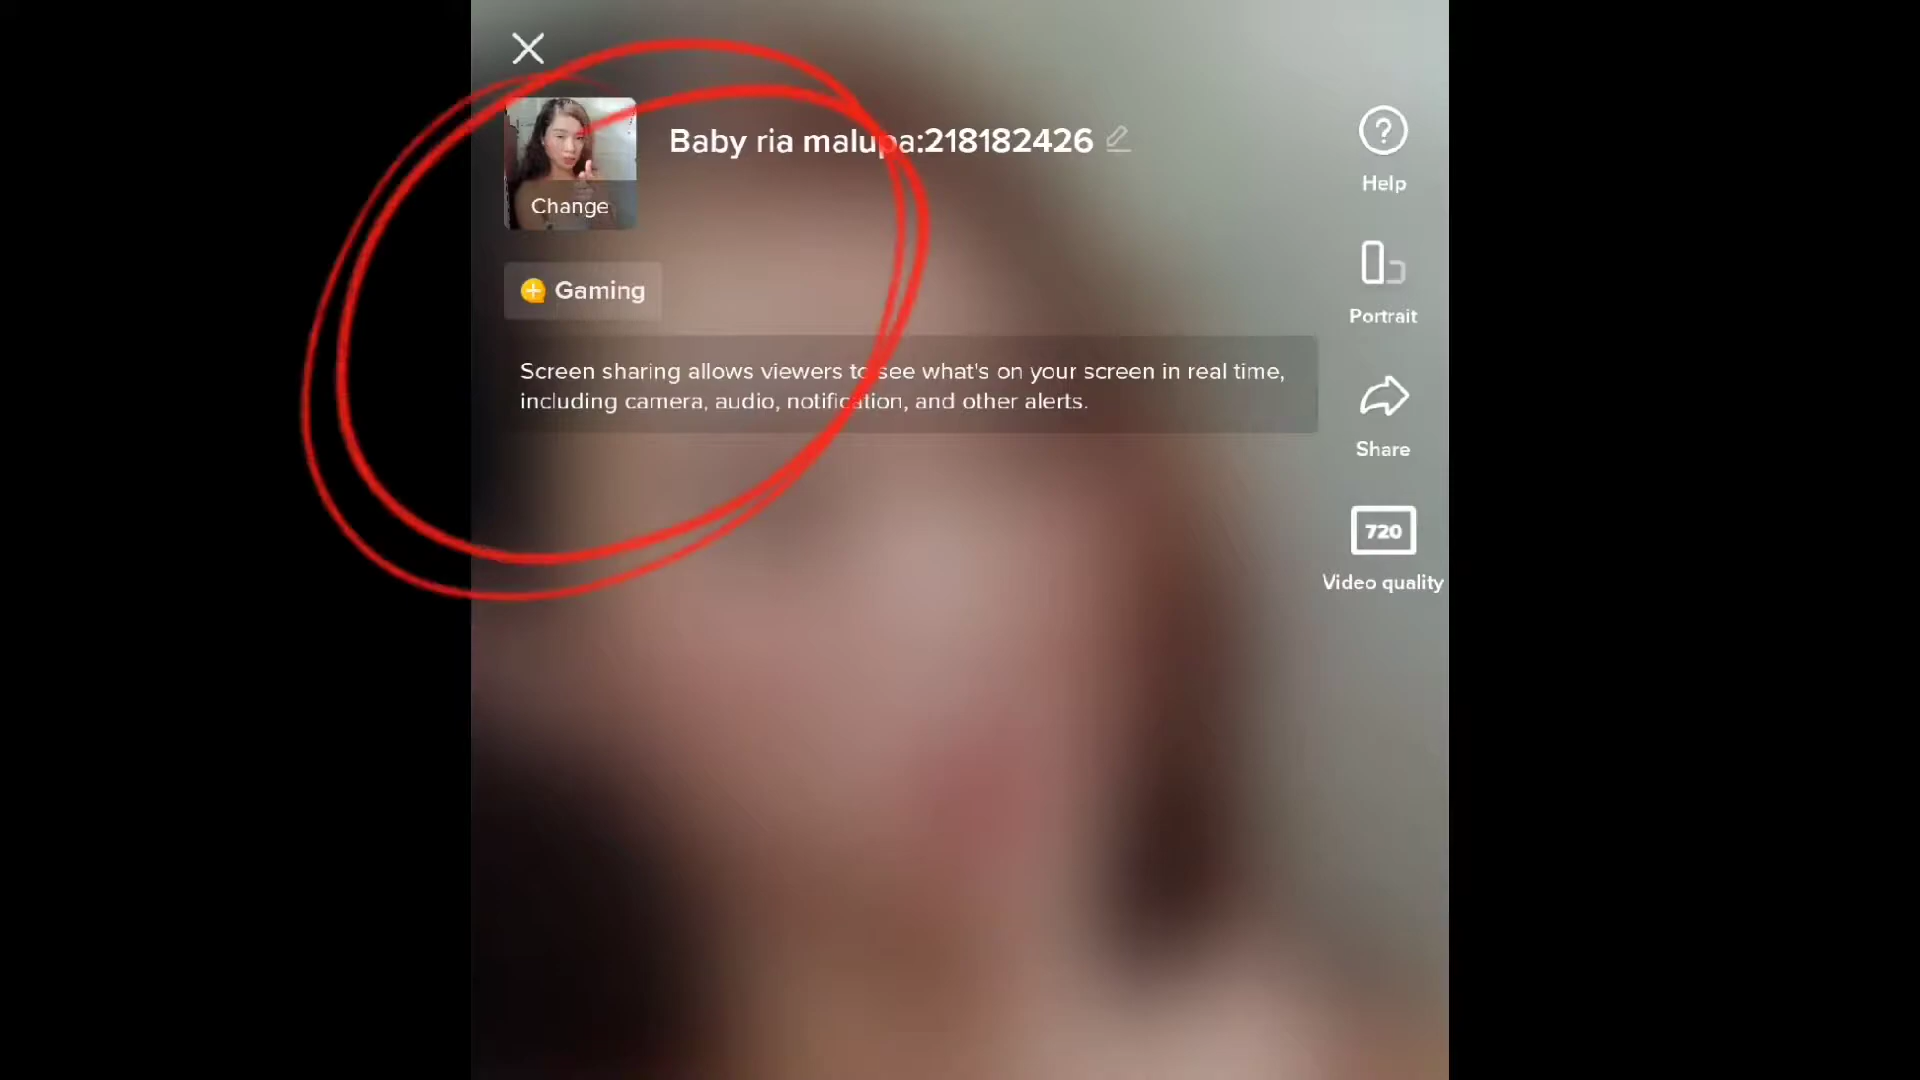 Baby ria malupa:218182426
Change
Gaming
Screen sharing allows viewers to see what's on your screen in real time,
including camera, audio, notification, and other alerts.
Help
Portrait
Share
720
Video quality